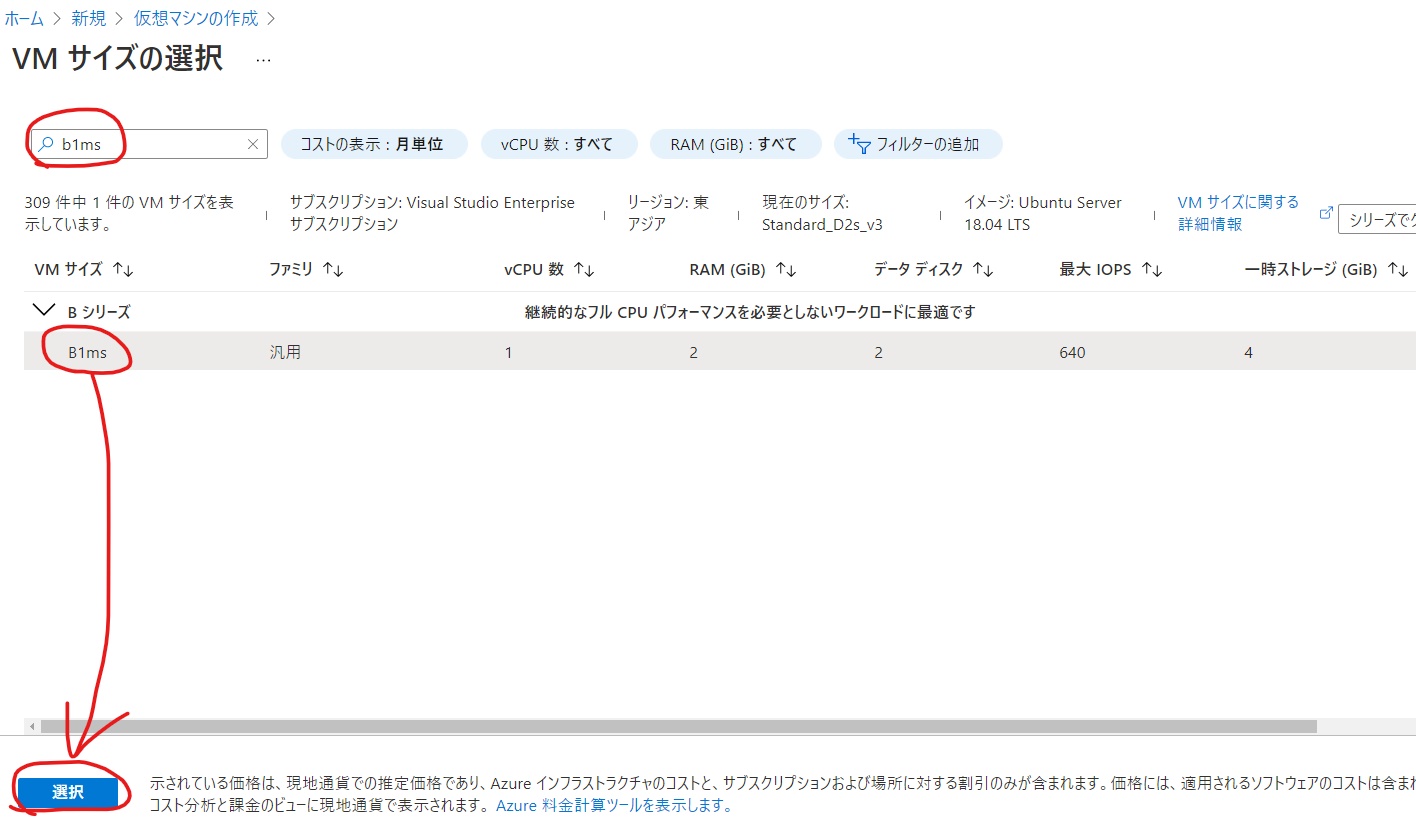 ホーム > 新規 > 仮想マシンの作成 >
VM サイズの選択 …
b1ms
コストの表示 : 月単位
vCPU 数 : すべて
RAM (GiB) : すべて
フィルターの追加
309 件中 1 件の VM サイズを表
示しています。
サブスクリプション: Visual Studio Enterprise
サブスクリプション
リージョン: 東
アジア
現在のサイズ:
Standard_D2s_v3
イメージ: Ubuntu Server
18.04 LTS
VM サイズに関する
詳細情報
シリーズでグ
VM サイズ ファミリ vCPU 数 RAM (GiB) データ ディスク 最大 IOPS 一時ストレージ (GiB)
B シリーズ 継続的なフル CPU パフォーマンスを必要としないワークロードに最適です
B1ms 汎用 1 2 2 640 4
選択
示されている価格は、現地通貨での推定価格であり、Azure インフラストラクチャのコストと、サブスクリプションおよび場所に対する割引のみが含まれます。価格には、適用されるソフトウェアのコストは含まれ
コスト分析と課金のビューに現地通貨で表示されます。 Azure 料金計算ツールを表示します。